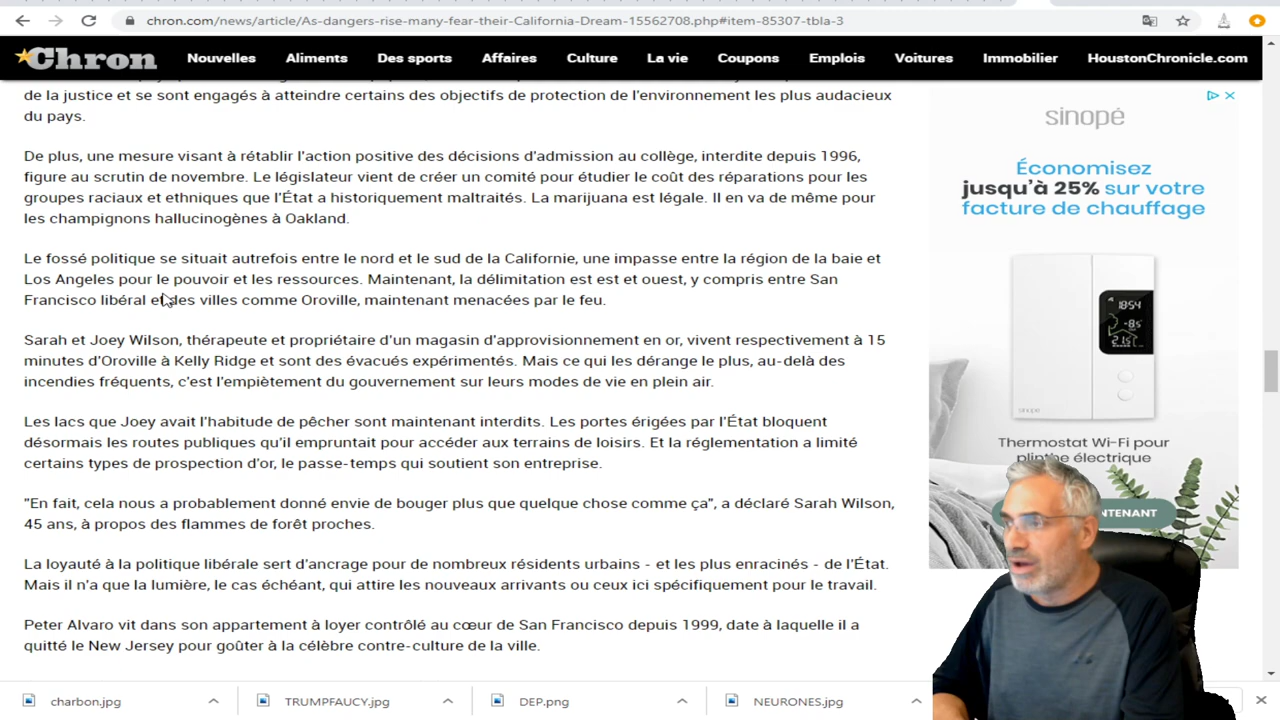 chron.com/news/article/As-dangers-rise-many-fear-their-California-Dream-15562708.php#item-85307-tbla-3
Chron Nouvelles Aliments Des sports Affaires Culture La vie Coupons Emplois Voitures Immobilier HoustonChronicle.com
de la justice et se sont engagés à atteindre certains des objectifs de protection de l'environnement les plus audacieux
du pays.
De plus, une mesure visant à rétablir l'action positive des décisions d'admission au collège, interdite depuis 1996,
figure au scrutin de novembre. Le législateur vient de créer un comité pour étudier le coût des réparations pour les
groupes raciaux et ethniques que l'État a historiquement maltraités. La marijuana est légale. Il en va de même pour
les champignons hallucinogènes à Oakland.
Le fossé politique se situait autrefois entre le nord et le sud de la Californie, une impasse entre la région de la baie et
Los Angeles pour le pouvoir et les ressources. Maintenant, la délimitation est est et ouest, y compris entre San
Francisco libéral et des villes comme Oroville, maintenant menacées par le feu.
Sarah et Joey Wilson, thérapeute et propriétaire d'un magasin d'approvisionnement en or, vivent respectivement à 15
minutes d'Oroville à Kelly Ridge et sont des évacués expérimentés. Mais ce qui les dérange le plus, au-delà des
incendies fréquents, c'est l'empiètement du gouvernement sur leurs modes de vie en plein air.
Les lacs que Joey avait l'habitude de pêcher sont maintenant interdits. Les portes érigées par l'État bloquent
désormais les routes publiques qu'il empruntait pour accéder aux terrains de loisirs. Et la réglementation a limité
certains types de prospection d'or, le passe-temps qui soutient son entreprise.
"En fait, cela nous a probablement donné envie de bouger plus que quelque chose comme ça", a déclaré Sarah Wilson,
45 ans, à propos des flammes de forêt proches.
La loyauté à la politique libérale sert d'ancrage pour de nombreux résidents urbains - et les plus enracinés - de l'État.
Mais il n'a que la lumière, le cas échéant, qui attire les nouveaux arrivants ou ceux ici spécifiquement pour le travail.
Peter Alvaro vit dans son appartement à loyer contrôlé au cœur de San Francisco depuis 1999, date à laquelle il a
quitté le New Jersey pour goûter à la célèbre contre-culture de la ville.
sinopé
Économisez
jusqu'à 25% sur votre
facture de chauffage
1854
-85
21.5
sinopé
Thermostat Wi-Fi pour
plinthe électrique
NTENANT
charbon.jpg TRUMPFAUCY.jpg DEP.png NEURONES.jpg